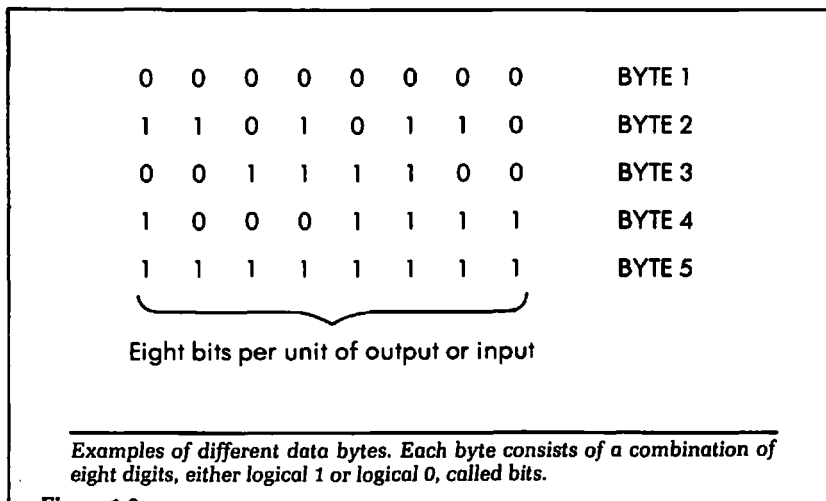 0 0 0 0 0 0 0 0 BYTE 1
1 1 0 1 0 1 1 0 BYTE 2
0 0 1 1 1 1 0 0 BYTE 3
1 0 0 0 1 1 1 1 BYTE 4
1 1 1 1 1 1 1 1 BYTE 5
Eight bits per unit of output or input
Examples of different data bytes. Each byte consists of a combination of
eight digits, either logical 1 or logical 0, called bits.